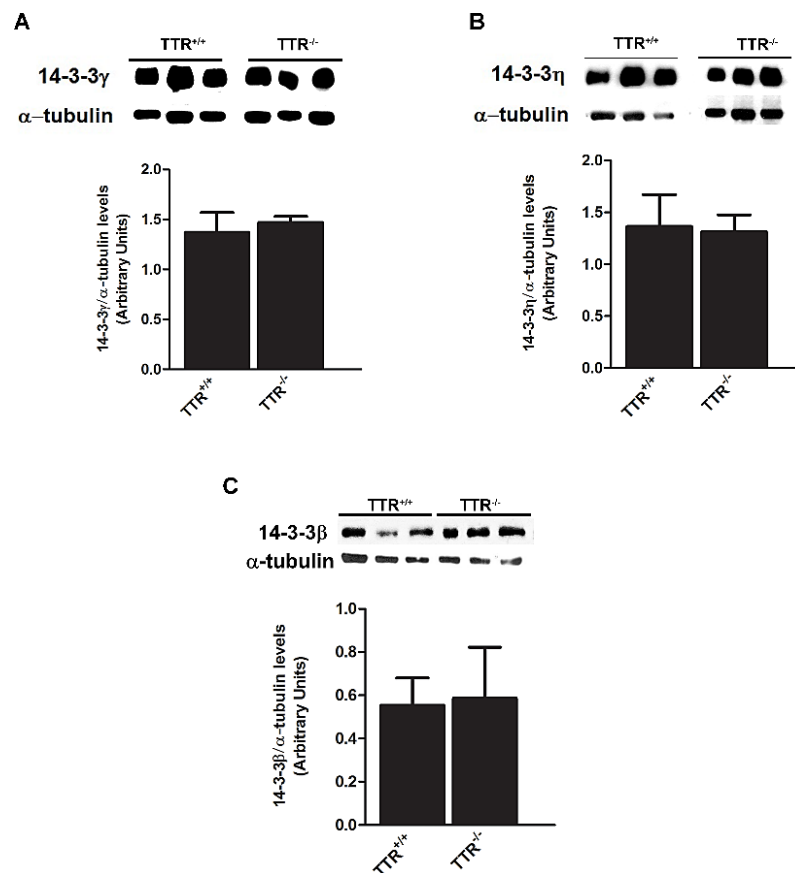 A
TTR+/+ TTR-/-
14-3-3γ
α-tubulin
2.0
1.5
1.0
0.5
0.0
14-3-3γ/α-tubulin levels
(Arbitrary Units)
TTR+/+ TTR-/-
B
TTR+/+ TTR-/-
14-3-3η
α-tubulin
2.0
1.5
1.0
0.5
0.0
14-3-3η/α-tubulin levels
(Arbitrary Units)
TTR+/+ TTR-/-
C
TTR+/+ TTR-/-
14-3-3β
α-tubulin
1.0
0.8
0.6
0.4
0.2
0.0
14-3-3β/α-tubulin levels
(Arbitrary Units)
TTR+/+ TTR-/-